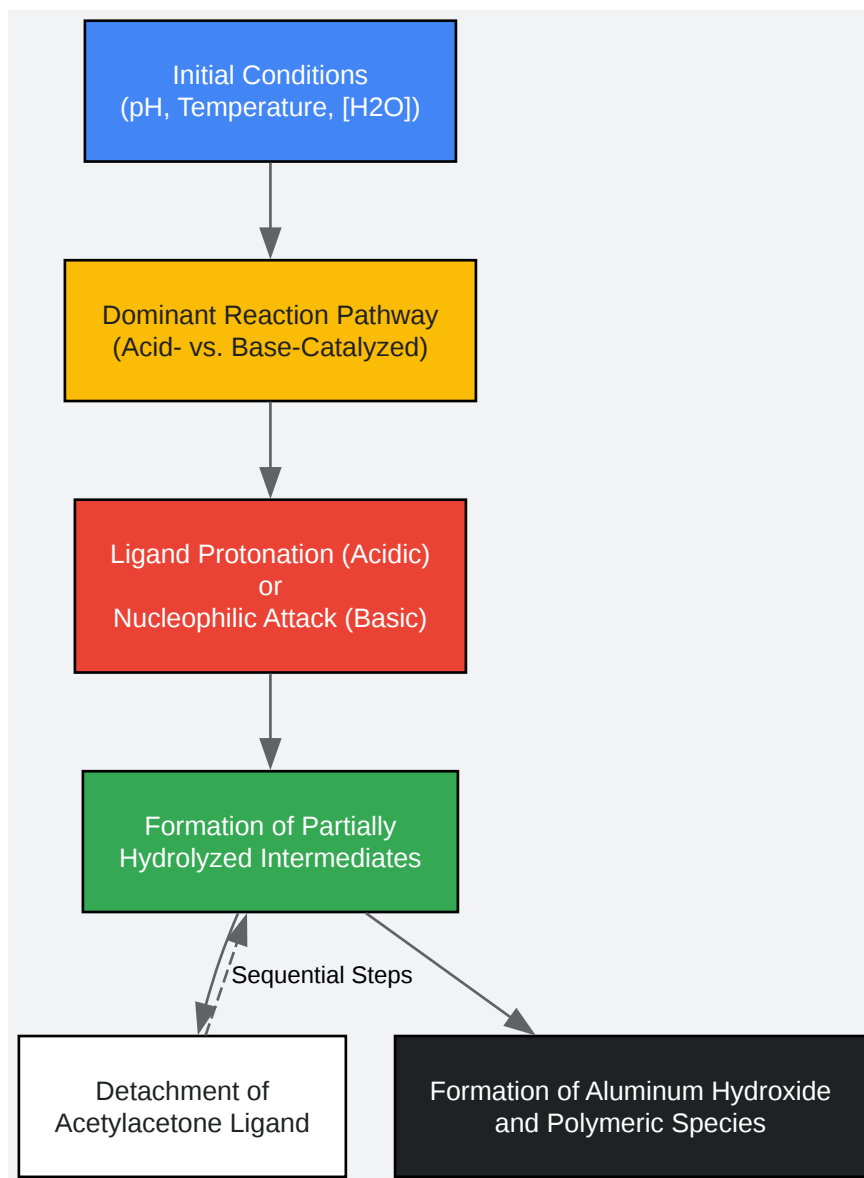 Initial Conditions
(pH, Temperature, [H2O])
Dominant Reaction Pathway
(Acid- vs. Base-Catalyzed)
Ligand Protonation (Acidic)
or
Nucleophilic Attack (Basic)
Formation of Partially
Hydrolyzed Intermediates
Sequential Steps
Detachment of
Acetylacetone Ligand
Formation of Aluminum Hydroxide
and Polymeric Species